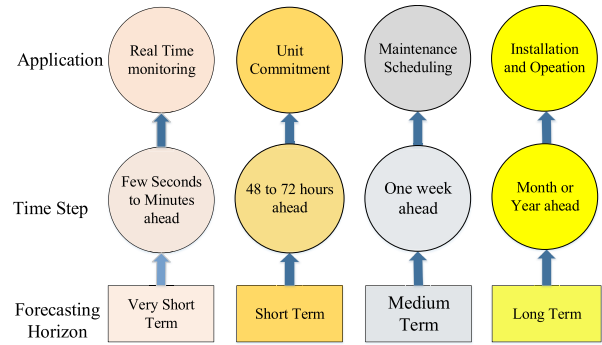 Application
Real Time
monitoring
Unit
Commitment
Maintenance
Scheduling
Installation
and Opeation
Time Step
Few Seconds
to Minutes
ahead
48 to 72 hours
ahead
One week
ahead
Month or
Year ahead
Forecasting
Horizon
Very Short
Term
Short Term
Medium
Term
Long Term